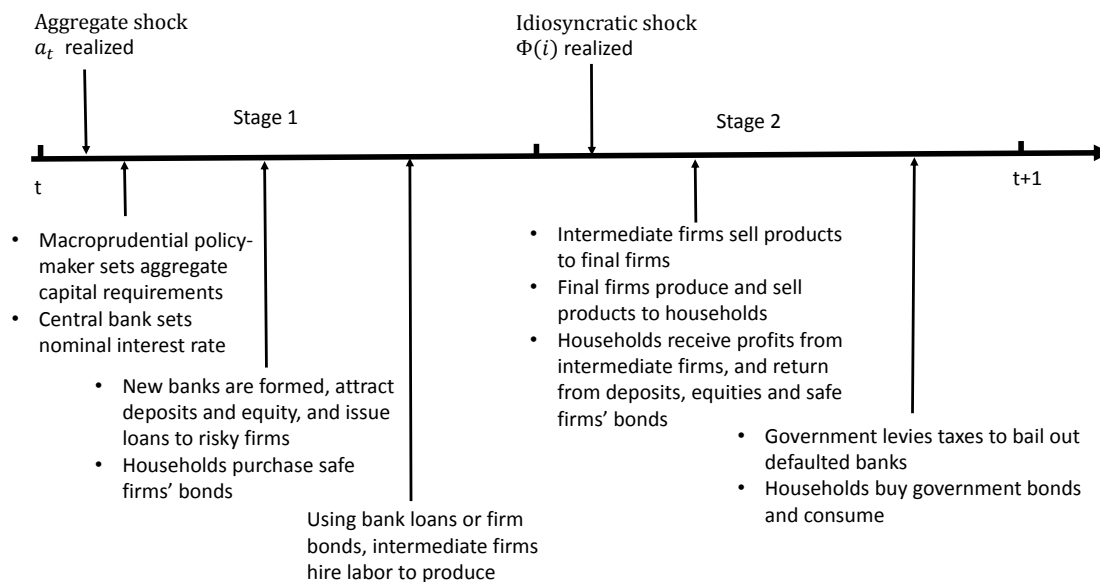 Aggregate shock
a_t realized
Idiosyncratic shock
Φ(i) realized
Stage 1
Stage 2
t
t+1
• Macroprudential policy-
maker sets aggregate
capital requirements
• Central bank sets
nominal interest rate
• New banks are formed, attract
deposits and equity, and issue
loans to risky firms
• Households purchase safe
firms' bonds
Using bank loans or firm
bonds, intermediate firms
hire labor to produce
• Intermediate firms sell products
to final firms
• Final firms produce and sell
products to households
• Households receive profits from
intermediate firms, and return
from deposits, equities and safe
firms' bonds
• Government levies taxes to bail out
defaulted banks
• Households buy government bonds
and consume